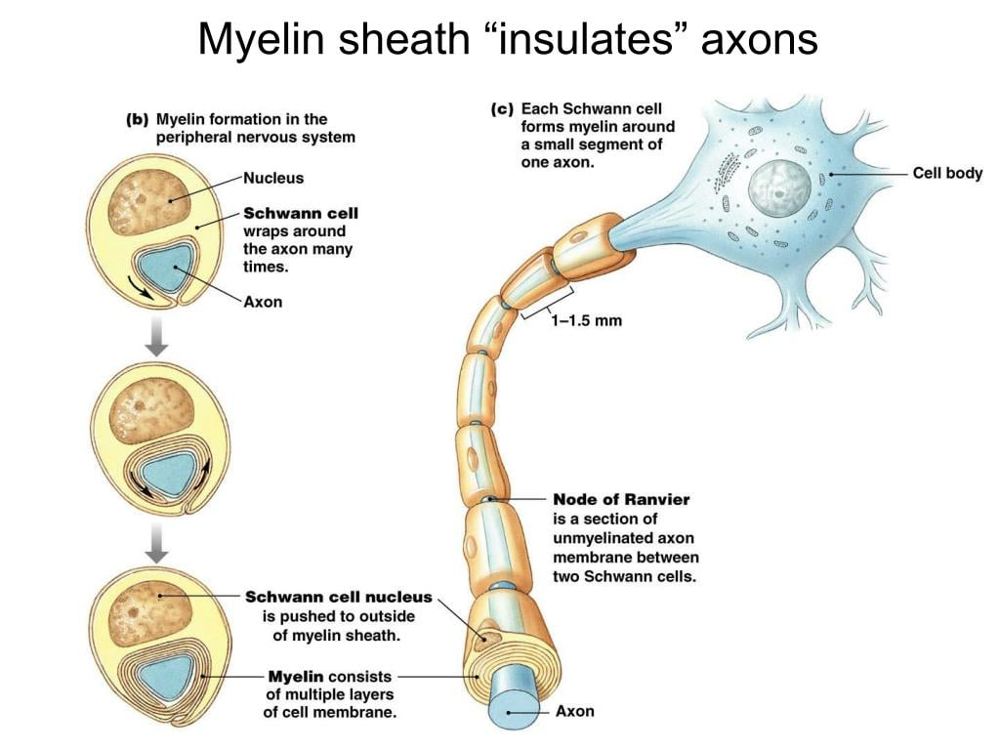 Myelin sheath “insulates” axons
(b) Myelin formation in the
peripheral nervous system
Nucleus
Schwann cell
wraps around
the axon many
times.
Axon
(c) Each Schwann cell
forms myelin around
a small segment of
one axon.
Cell body
1–1.5 mm
Node of Ranvier
is a section of
unmyelinated axon
membrane between
two Schwann cells.
Schwann cell nucleus
is pushed to outside
of myelin sheath.
Myelin consists
of multiple layers
of cell membrane.
Axon